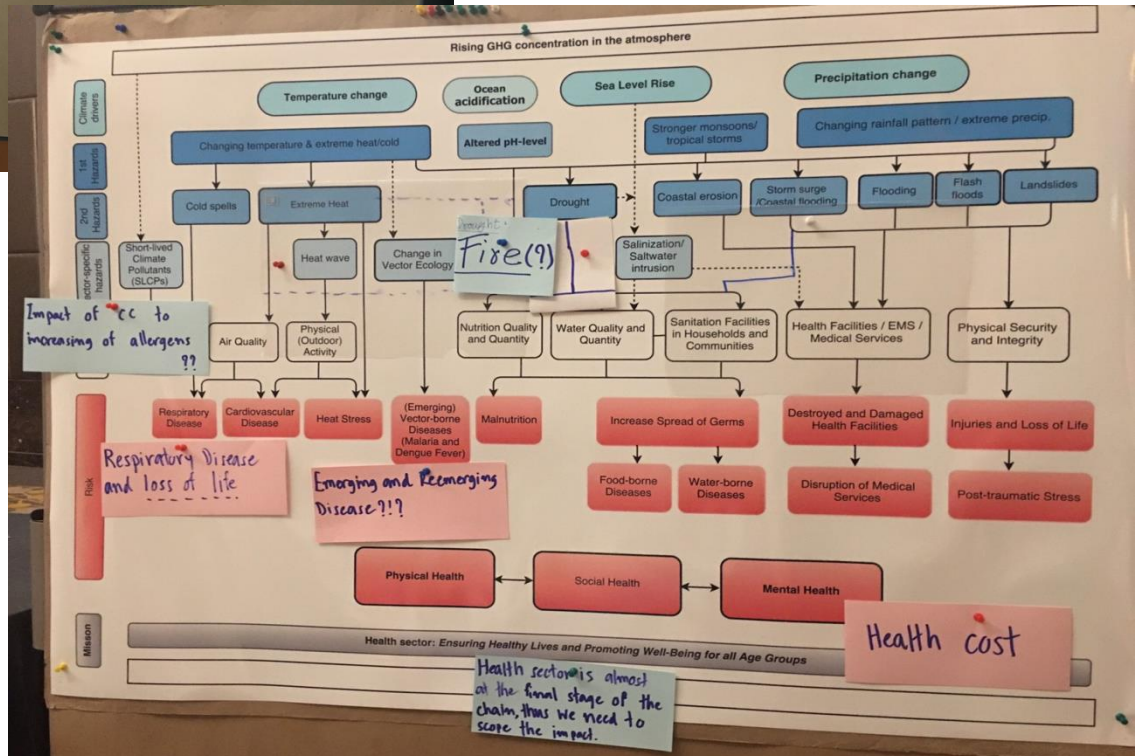 Rising GHG concentration in the atmosphere
Climate
drivers
Temperature change
Ocean
acidification
Sea Level Rise
Precipitation change
1st
Hazards
Changing temperature & extreme heat/cold
Altered pH-level
Stronger monsoons/
tropical storms
Changing rainfall pattern / extreme precip.
2nd
Hazards
Cold spells
Extreme Heat
Drought
Coastal erosion
Storm surge
/Coastal flooding
Flooding
Flash
floods
Landslides
ector-specific
hazards
Short-lived
Climate
Pollutants
(SLCPs)
Heat wave
Change in
Vector Ecology
Fire(?)
Salinization/
Saltwater
intrusion
Impact of CC to
increasing of allergens
??
Air Quality
Physical
(Outdoor)
Activity
Nutrition Quality
and Quantity
Water Quality and
Quantity
Sanitation Facilities
in Households and
Communities
Health Facilities / EMS /
Medical Services
Physical Security
and Integrity
Risk
Respiratory
Disease
Cardiovascular
Disease
Heat Stress
(Emerging)
Vector-borne
Diseases
(Malaria and
Dengue Fever)
Malnutrition
Increase Spread of Germs
Destroyed and Damaged
Health Facilities
Injuries and Loss of Life
Respiratory Disease
and loss of life
Emerging and Reemerging
Disease?!?
Food-borne
Diseases
Water-borne
Diseases
Disruption of Medical
Services
Post-traumatic Stress
Physical Health
Social Health
Mental Health
Health cost
Misson
Health sector: Ensuring Healthy Lives and Promoting Well-Being for all Age Groups
Health sector is almost
at the final stage of the
chain, thus we need to
scope the impact.